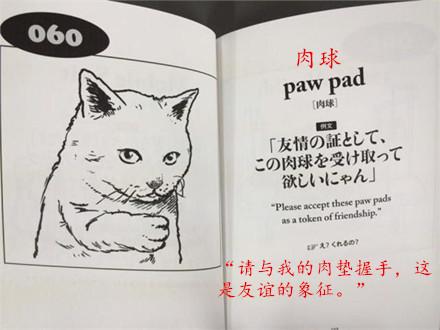 060
肉球
paw pad
［肉球］
例文
「友情の証として、
この肉球を受け取って
欲しいにゃん」
“Please accept these paw pads
as a token of friendship.”
☞ え？くれるの？
“请与我的肉垫握手，这
是友谊的象征。”